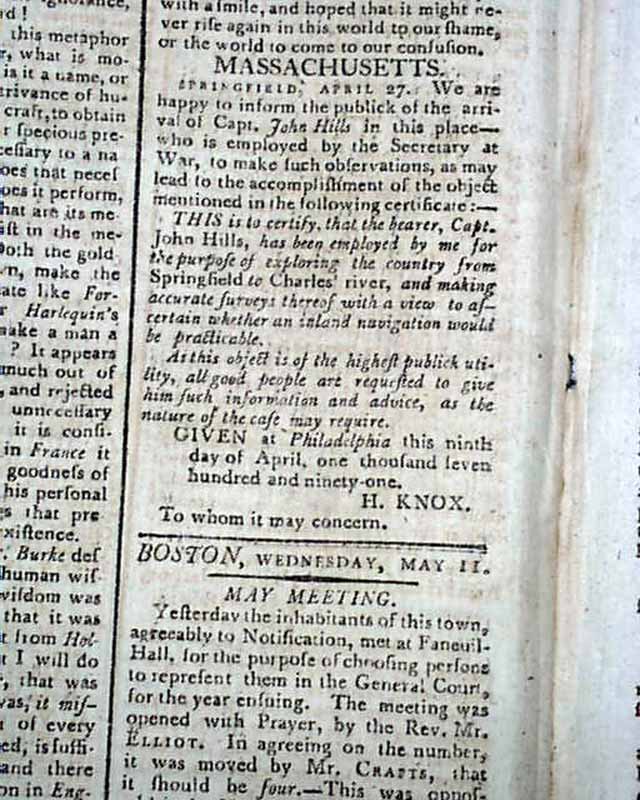 d !
this metaphor
r, what is mo-
is it a name, or
trivance of hu-
craft, to obtain
r specious pre-
cessary to a na
oes that necef
oes it perform,
hat are its me-
ist in the me-
both the gold
n, make the
ate like For-
r Harlequin's
make a man a
? It appears
much out of
, and rejected
unnecessary
it is consi-
in France it
goodness of
his personal
s that pre
existence.
. Burke des
human wis-
wisdom was
that it was
t from Hol-
t I will do
r, that was
was, it mis-
t of every
ed, is suffi-
and there
on in Eng-
with a smile, and hoped that it might ne-
ver rise again in this world to our shame,
or the world to come to our confusion.
MASSACHUSETTS.
SPRINGFIELD, APRIL 27. We are
happy to inform the publick of the arri-
val of Capt. John Hills in this place—
who is employed by the Secretary at
War, to make such observations, as may
lead to the accomplishment of the object
mentioned in the following certificate:—
THIS is to certify, that the bearer, Capt.
John Hills, has been employed by me for
the purpose of exploring the country from
Springfield to Charles' river, and making
accurate surveys thereof with a view to as-
certain whether an inland navigation would
be practicable.
As this object is of the highest publick uti-
lity, all good people are requested to give
him such information and advice, as the
nature of the case may require.
GIVEN at Philadelphia this ninth
day of April, one thousand seven
hundred and ninety-one.
H. KNOX.
To whom it may concern.
BOSTON, WEDNESDAY, MAY 11.
MAY MEETING.
Yesterday the inhabitants of this town,
agreeably to Notification, met at Faneuil-
Hall, for the purpose of choosing persons
to represent them in the General Court,
for the year ensuing. The meeting was
opened with Prayer, by the Rev. Mr.
ELLIOT. In agreeing on the number,
it was moved by Mr. CRAFTS, that
it should be four.—This was oppos-